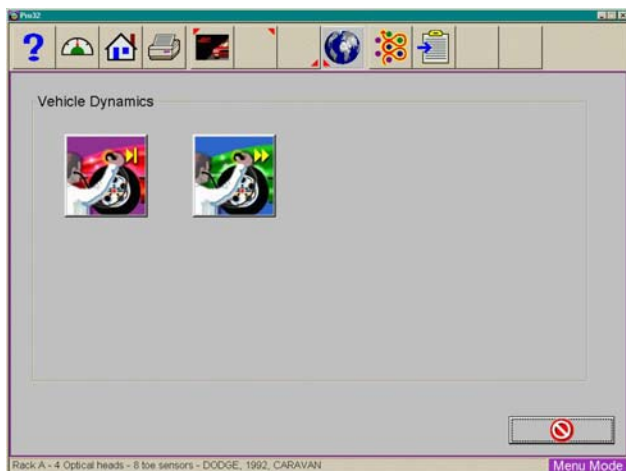 Pro32
Vehicle Dynamics
Rack A - 4 Optical heads - 8 toe sensors - DODGE, 1992, CARAVAN
Menu Mode